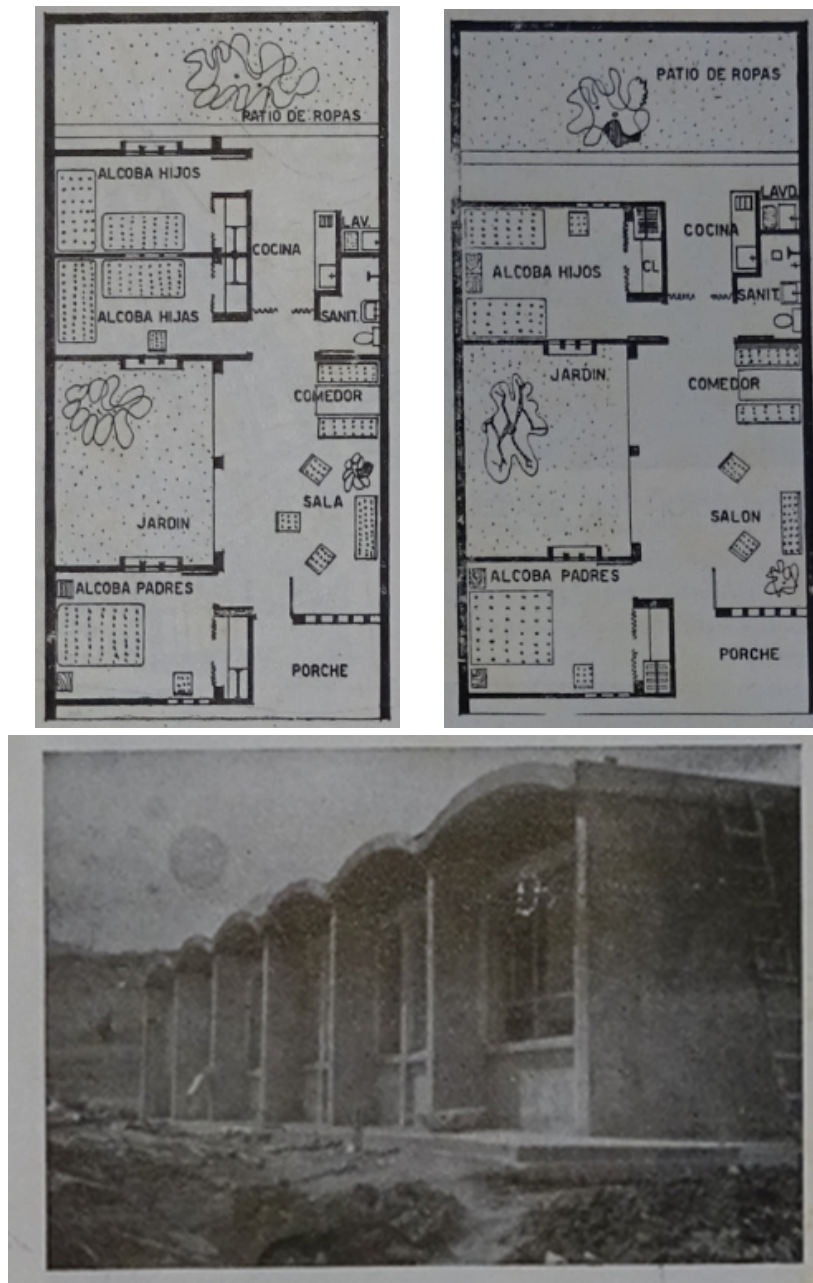 PATIO DE ROPAS
ALCOBA HIJOS
LAV.
COCINA
ALCOBA HIJAS
SANIT.
COMEDOR
SALA
JARDIN
ALCOBA PADRES
PORCHE
PATIO DE ROPAS
LAVD.
COCINA
ALCOBA HIJOS
CL
SANIT.
JARDIN
COMEDOR
SALON
ALCOBA PADRES
PORCHE